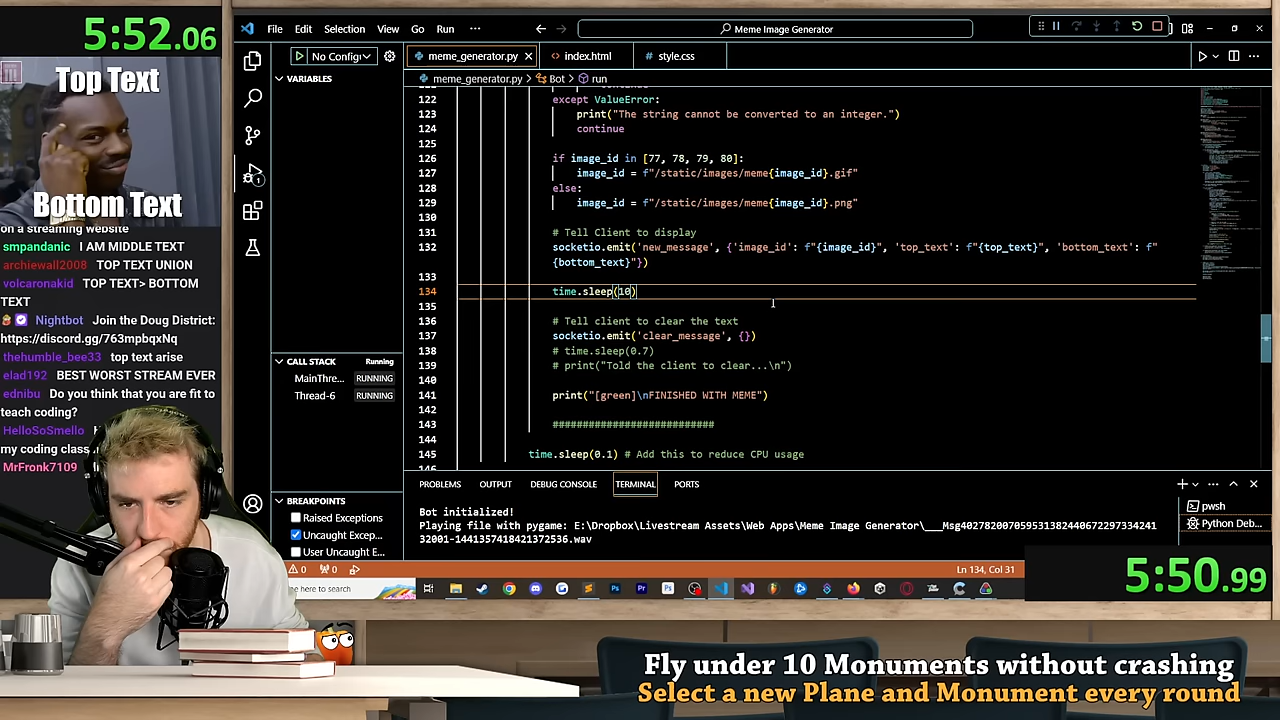 5:52.06
Top Text
Bottom Text
on a streaming website
smpandanic I AM MIDDLE TEXT
archiewall2008 TOP TEXT UNION
volcaronakid TOP TEXT> BOTTOM
TEXT
Nightbot Join the Doug District:
https://discord.gg/763mpbqxNq
thehumble_bee33 top text arise
elad192 BEST WORST STREAM EVER
ednibu Do you think that you are fit to
teach coding?
HelloSoSmello
my coding class
MrFronk7109
File Edit Selection View Go Run ···
Meme Image Generator
No Config
meme_generator.py
index.html
style.css
VARIABLES
meme_generator.py > Bot > run
122 except ValueError:
123 print("The string cannot be converted to an integer.")
124 continue
125
126 if image_id in [77, 78, 79, 80]:
127 image_id = f"/static/images/meme{image_id}.gif"
128 else:
129 image_id = f"/static/images/meme{image_id}.png"
130
131 # Tell Client to display
132 socketio.emit('new_message', {'image_id': f"{image_id}", 'top_text': f"{top_text}", 'bottom_text': f"
{bottom_text}"})
133
134 time.sleep(10)
135
136 # Tell client to clear the text
137 socketio.emit('clear_message', {})
138 # time.sleep(0.7)
139 # print("Told the client to clear...\n")
140
141 print("[green]\nFINISHED WITH MEME")
142
143 ###########################
144
145 time.sleep(0.1) # Add this to reduce CPU usage
CALL STACK Running
MainThre... RUNNING
Thread-6 RUNNING
BREAKPOINTS
Raised Exceptions
Uncaught Excep...
User Uncaught E...
PROBLEMS OUTPUT DEBUG CONSOLE TERMINAL PORTS
Bot initialized!
Playing file with pygame: E:\Dropbox\Livestream Assets\Web Apps\Meme Image Generator\___Msg4027820070595313824406722973342​41
32001-1441357418421372536.wav
pwsh
Python Deb...
0 0
Ln 134, Col 31
here to search
5:50.99
Fly under 10 Monuments without crashing
Select a new Plane and Monument every round